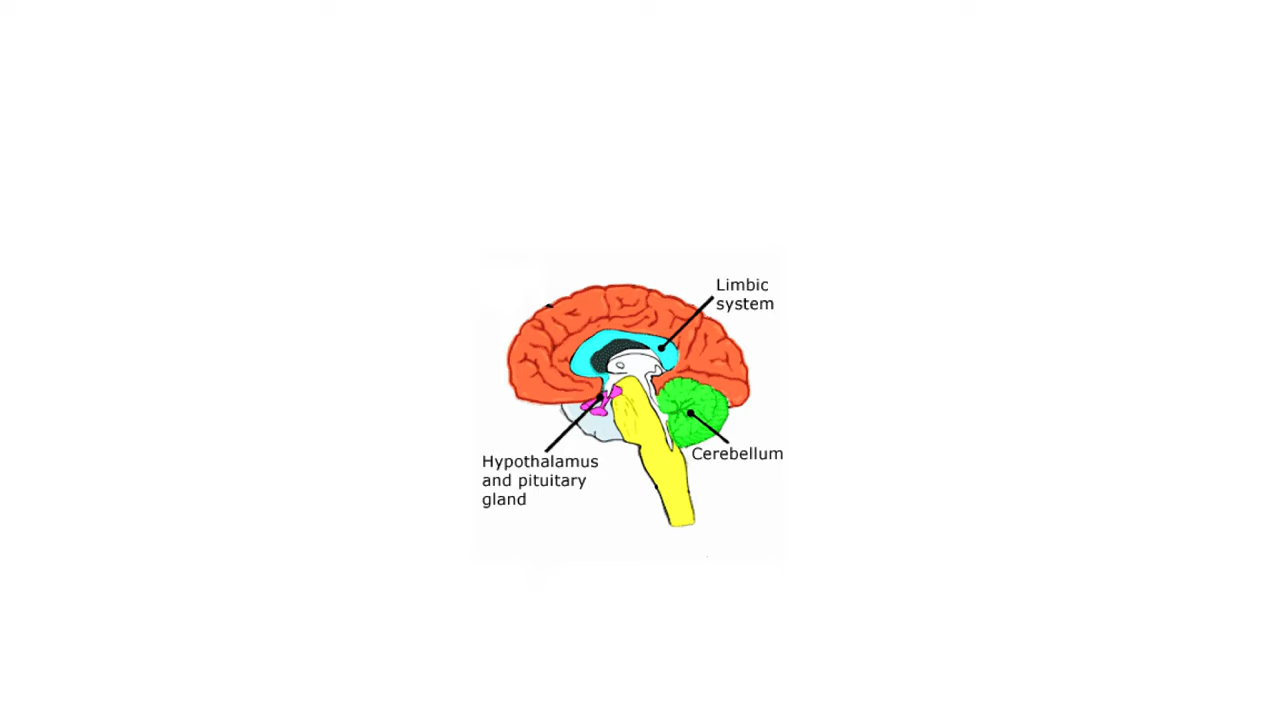 Limbic
system
Hypothalamus
and pituitary
gland
Cerebellum